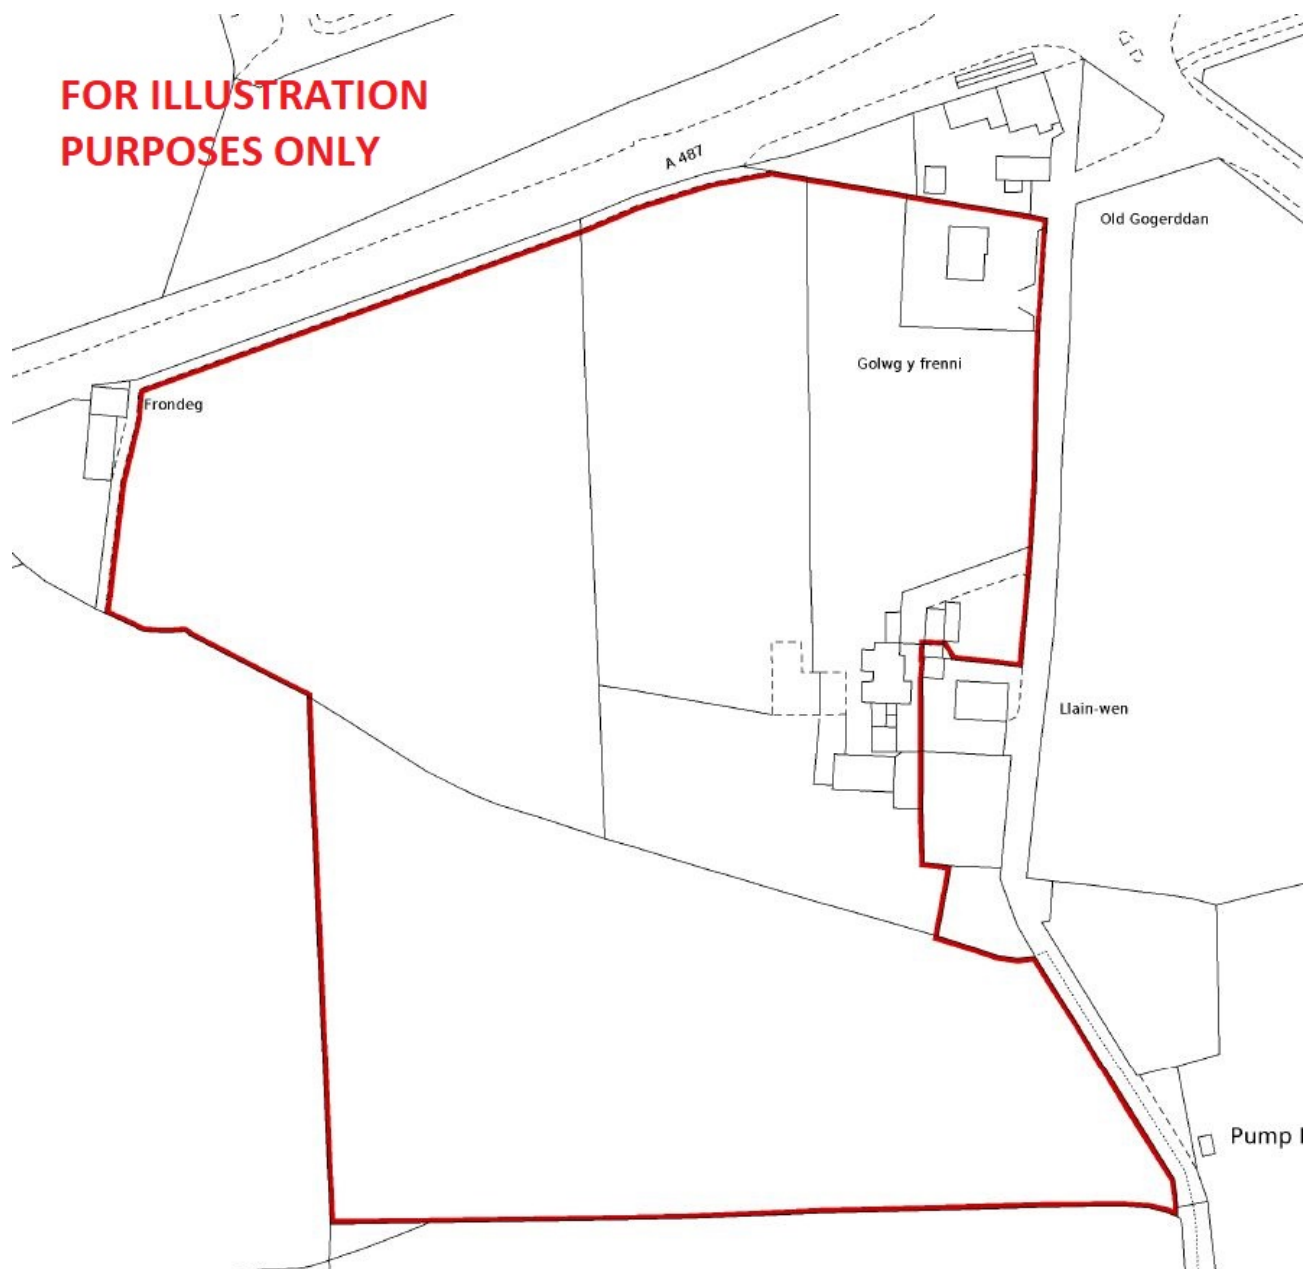 FOR ILLUSTRATION
PURPOSES ONLY
A 487
Old Gogerddan
Golwg y frenni
Frondeg
Llain-wen
Pump